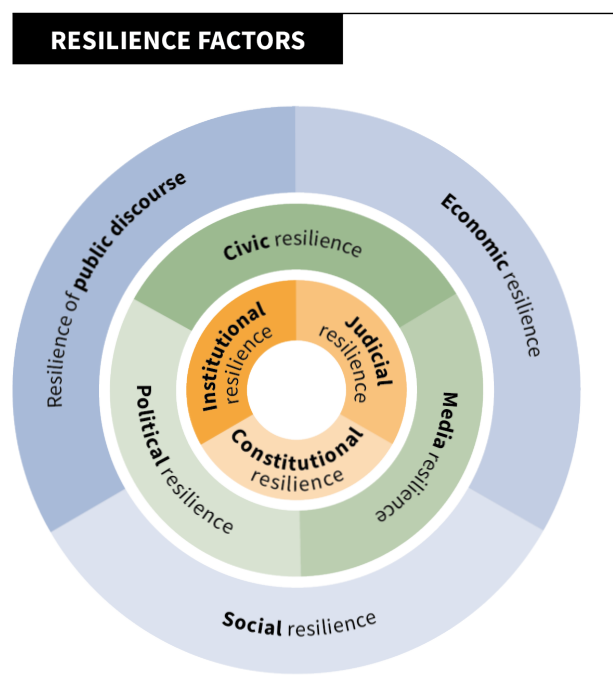 RESILIENCE FACTORS
Resilience of public discourse
Economic resilience
Civic resilience
Institutional
resilience
Judicial
resilience
Constitutional
resilience
Political resilience
Media resilience
Social resilience